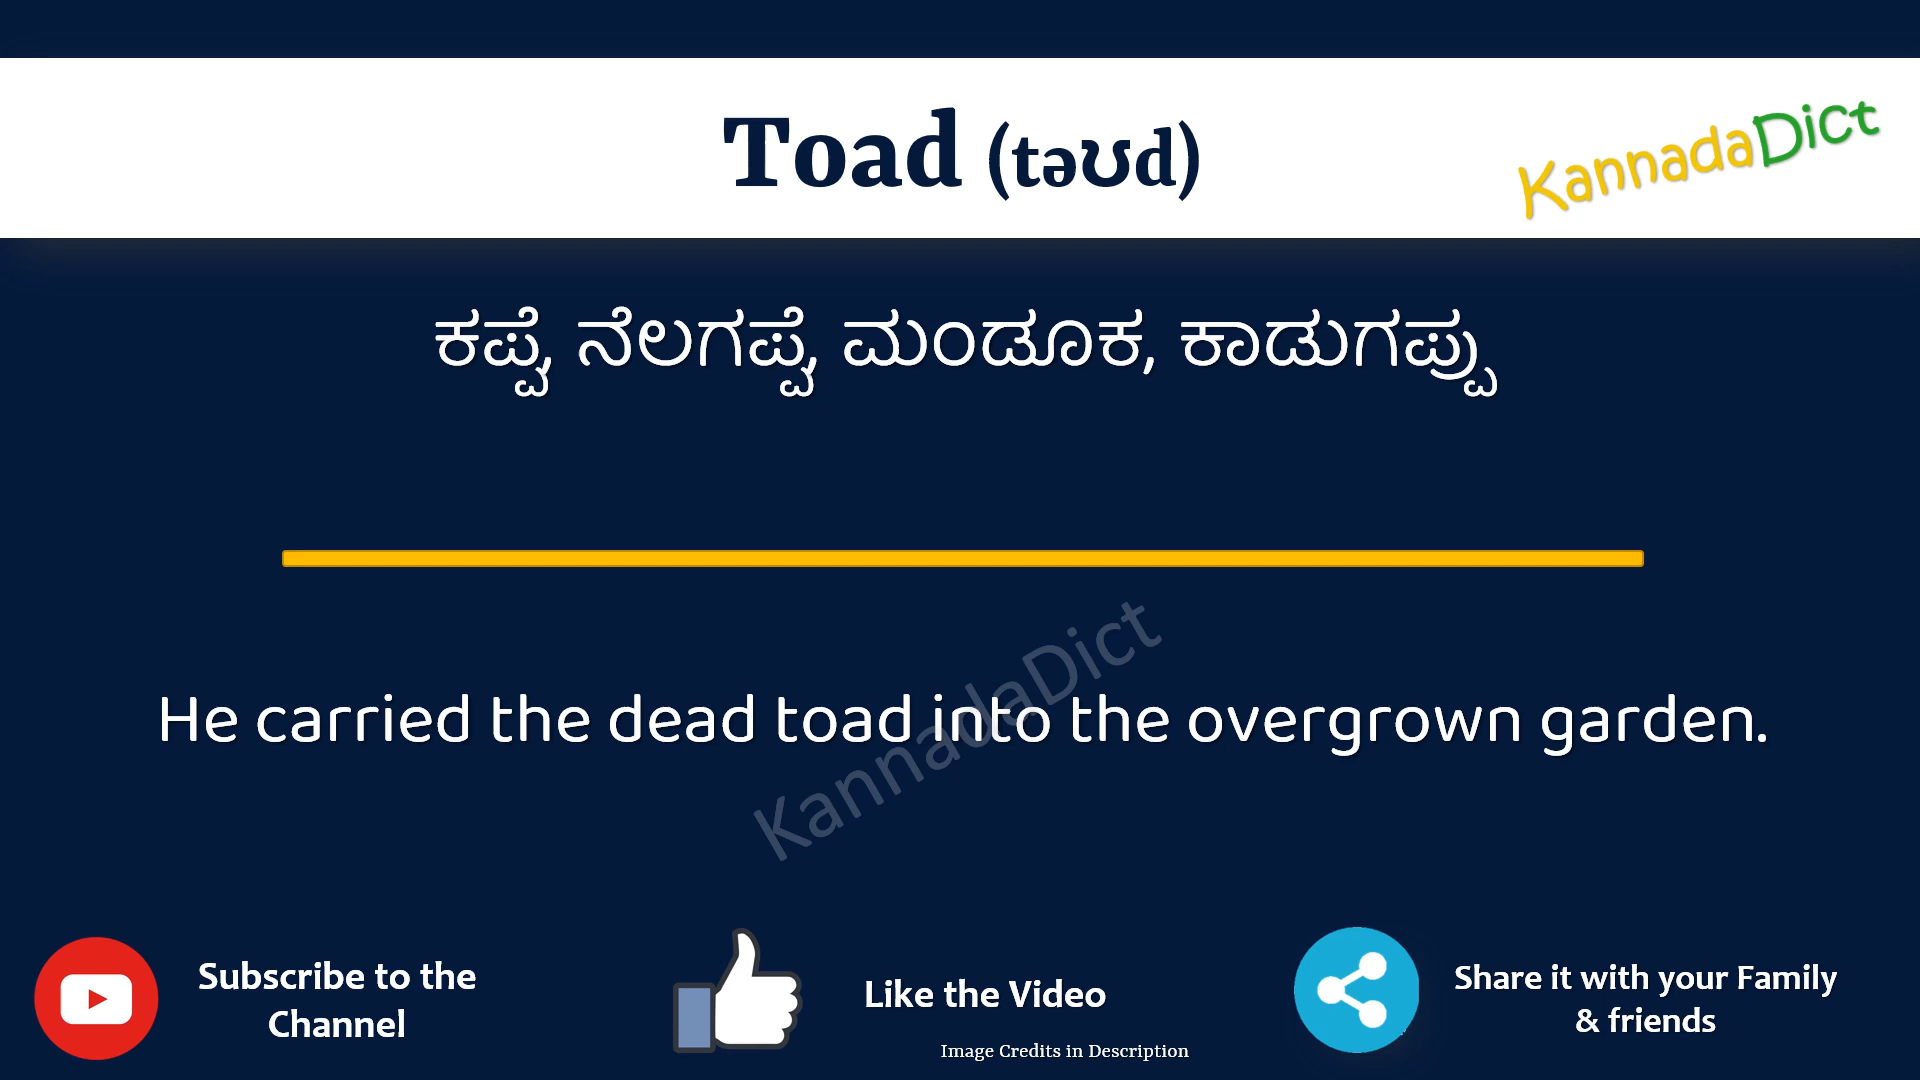 Toad (təʊd)
KannadaDict
ಕಪ್ಪೆ, ನೆಲಗಪ್ಪೆ, ಮಂಡೂಕ, ಕಾಡುಗಪ್ಪು
He carried the dead toad into the overgrown garden.
KannadaDict
Subscribe to the
Channel
Like the Video
Share it with your Family
& friends
Image Credits in Description